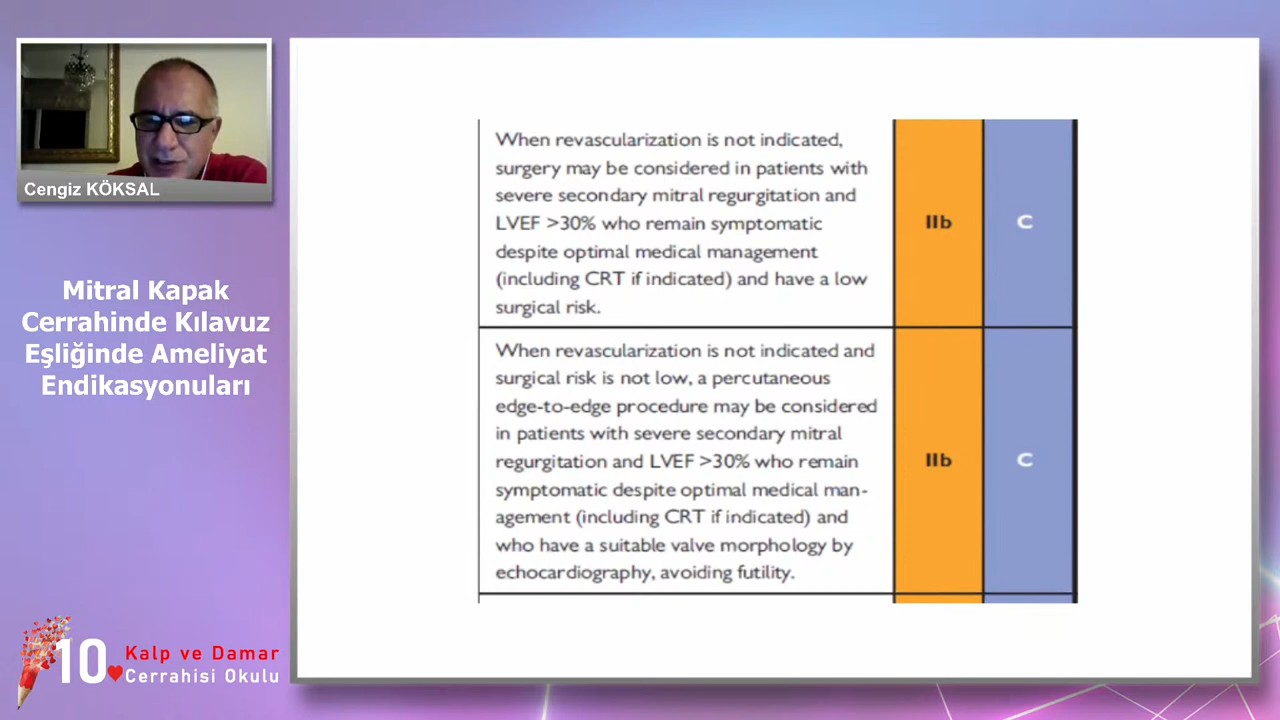 Cengiz KÖKSAL
Mitral Kapak
Cerrahinde Kılavuz
Eşliğinde Ameliyat
Endikasyonuları
10
Kalp ve Damar
Cerrahisi Okulu
When revascularization is not indicated,
surgery may be considered in patients with
severe secondary mitral regurgitation and
LVEF >30% who remain symptomatic
despite optimal medical management
(including CRT if indicated) and have a low
surgical risk.
IIb
C
When revascularization is not indicated and
surgical risk is not low, a percutaneous
edge-to-edge procedure may be considered
in patients with severe secondary mitral
regurgitation and LVEF >30% who remain
symptomatic despite optimal medical man-
agement (including CRT if indicated) and
who have a suitable valve morphology by
echocardiography, avoiding futility.
IIb
C